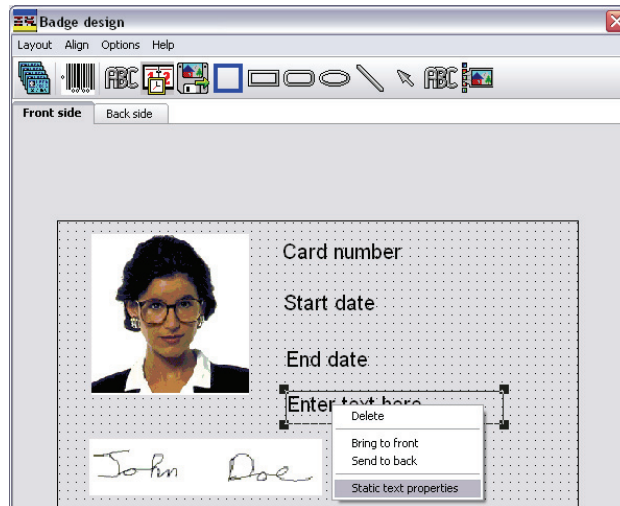 Badge design
Layout Align Options Help
ABC 12 ABC
Front side Back side
Card number
Start date
End date
Enter text here
Delete
Bring to front
Send to back
Static text properties
John Doe